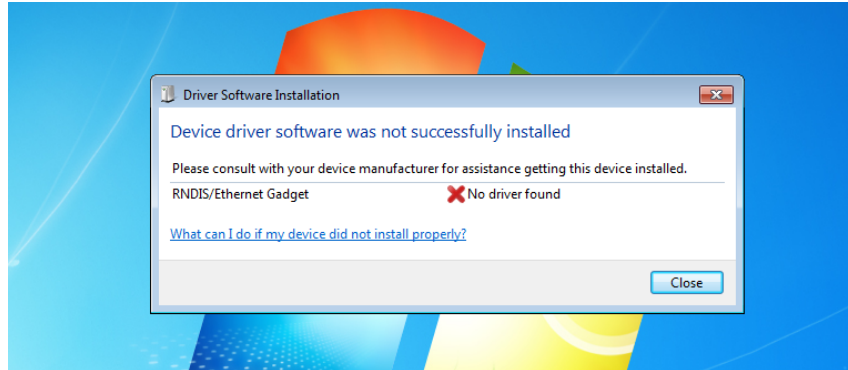 Driver Software Installation
Device driver software was not successfully installed
Please consult with your device manufacturer for assistance getting this device installed.
RNDIS/Ethernet Gadget No driver found
What can I do if my device did not install properly?
Close